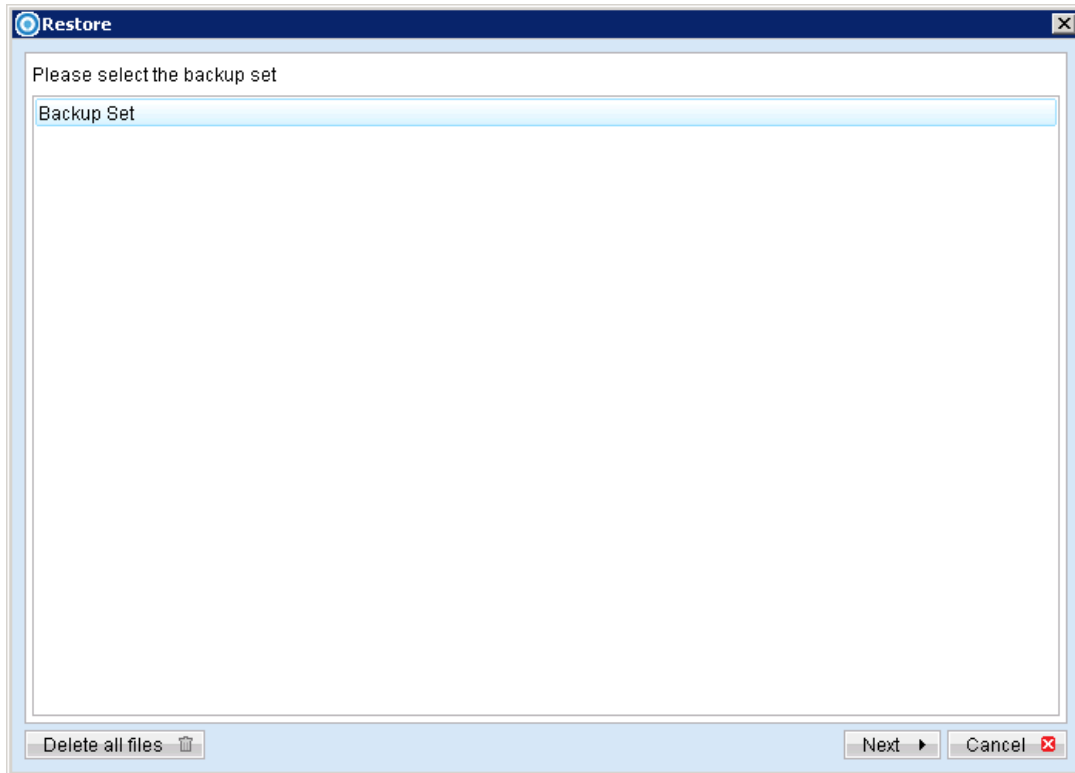 Restore
Please select the backup set
Backup Set
Delete all files
Next
Cancel